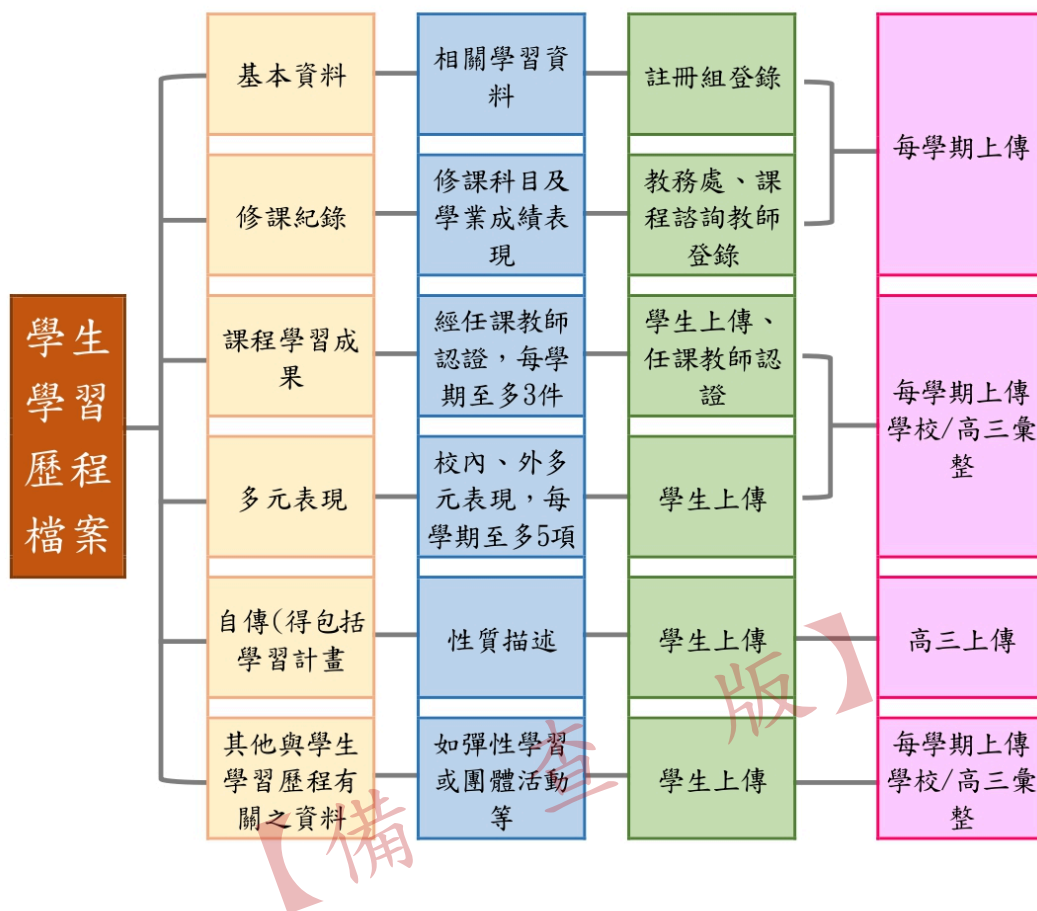 學生
學習
歷程
檔案
基本資料
相關學習資
料
註冊組登錄
每學期上傳
修課紀錄
修課科目及
學業成績表
現
教務處、課
程諮詢教師
登錄
課程學習成
果
經任課教師
認證，每學
期至多3件
學生上傳、
任課教師認
證
每學期上傳
學校/高三彙
整
多元表現
校內、外多
元表現，每
學期至多5項
學生上傳
自傳(得包括
學習計畫
性質描述
學生上傳
高三上傳
其他與學生
學習歷程有
關之資料
如彈性學習
或團體活動
等
學生上傳
每學期上傳
學校/高三彙
整
【備查版】